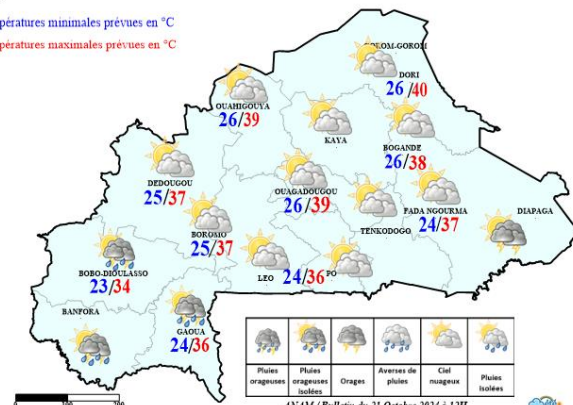 pératures minimales prévues en °C
pératures maximales prévues en °C
DORI
26/40
OUAHIGOUYA
26/39
KAYA
BOGANDE
26/38
DEDOUGOU
25/37
OUAGADOUGOU
26/39
FADA NGOURMA
24/37
DIAPAGA
TENKODOGO
BOROMO
25/37
BOBO-DIOULASSO
23/34
LEO
24/36
PO
BANFORA
GAOUA
24/36
Pluies orageuses
Pluies orageuses isolées
Orages
Averses de pluies
Ciel nuageux
Pluies isolées